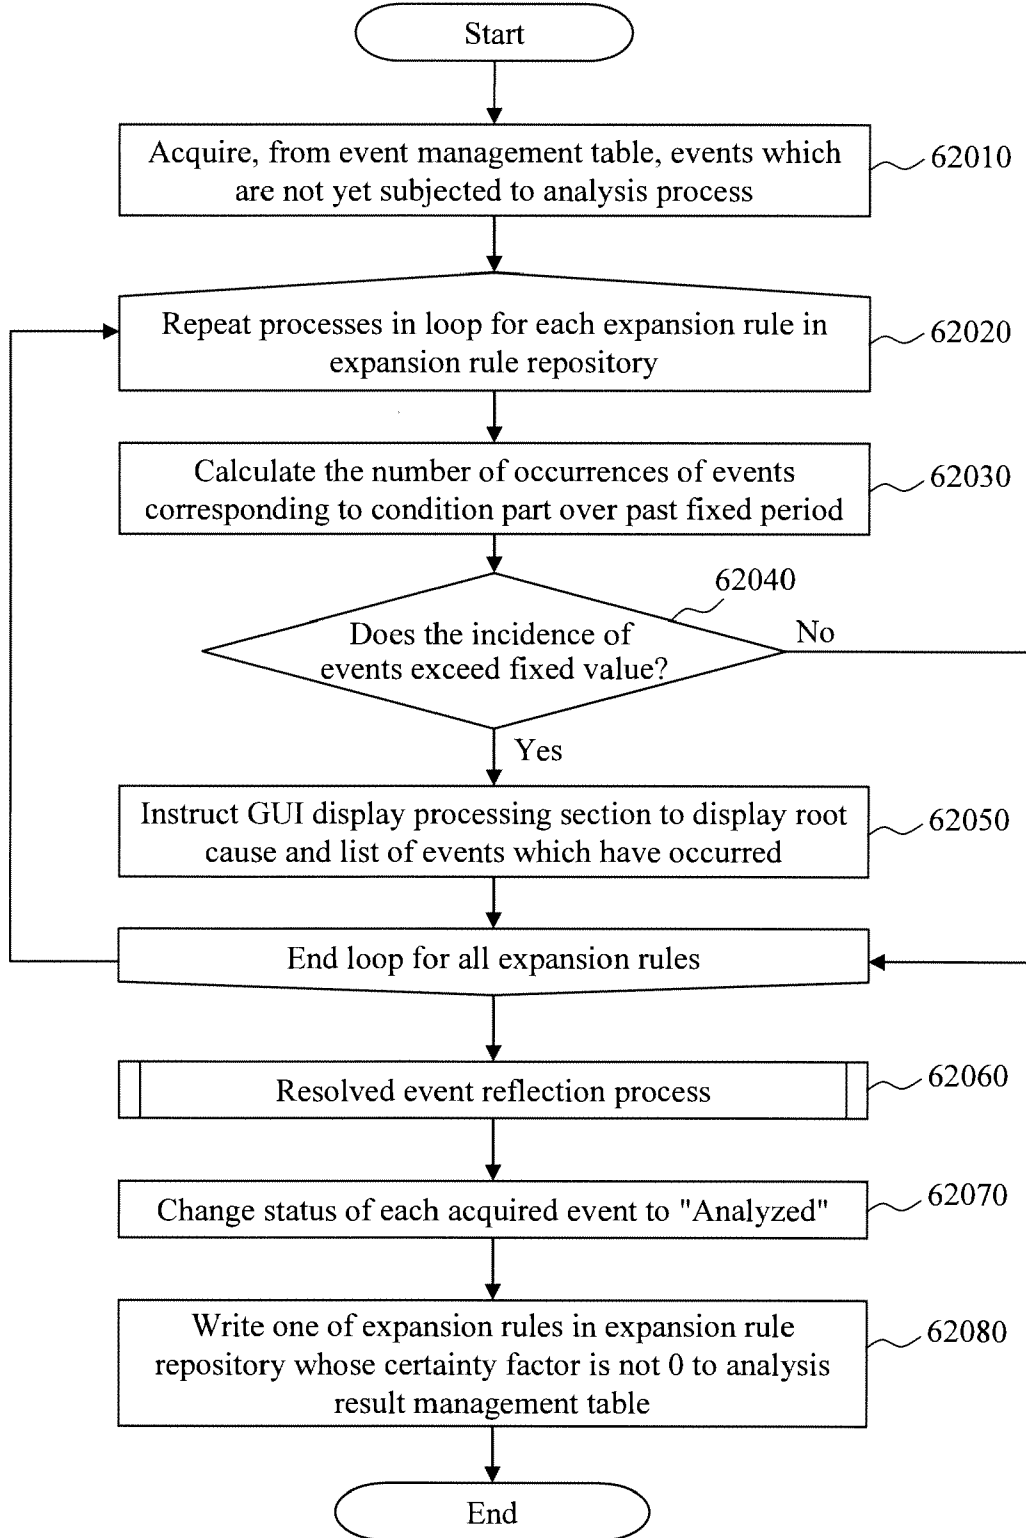 Start
Acquire, from event management table, events which
are not yet subjected to analysis process
62010
Repeat processes in loop for each expansion rule in
expansion rule repository
62020
Calculate the number of occurrences of events
corresponding to condition part over past fixed period
62030
62040
Does the incidence of
events exceed fixed value?
No
Yes
Instruct GUI display processing section to display root
cause and list of events which have occurred
62050
End loop for all expansion rules
Resolved event reflection process
62060
Change status of each acquired event to "Analyzed"
62070
Write one of expansion rules in expansion rule
repository whose certainty factor is not 0 to analysis
result management table
62080
End